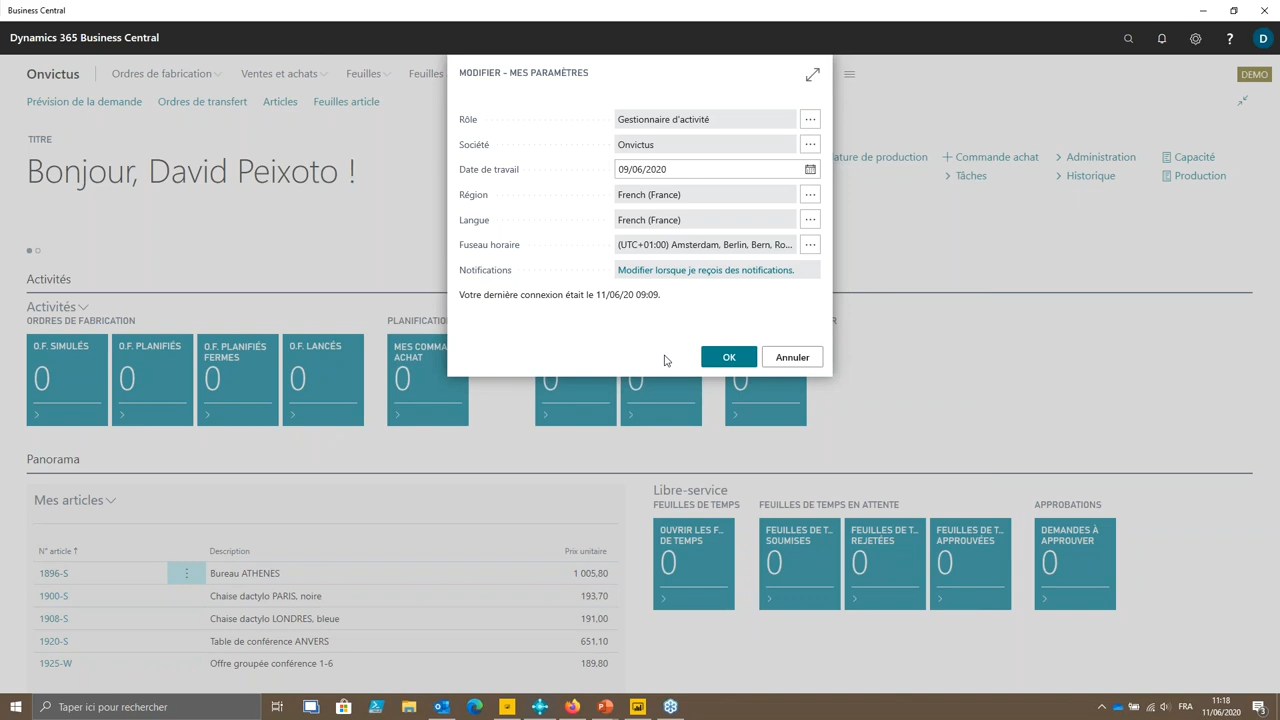 Business Central
Dynamics 365 Business Central
D
Onvictus
Ordres de fabrication
Ventes et achats
Feuilles
Feuilles
DEMO
Prévision de la demande
Ordres de transfert
Articles
Feuilles article
MODIFIER - MES PARAMÈTRES
Rôle
Gestionnaire d'activité
Société
Onvictus
Date de travail
09/06/2020
Région
French (France)
Langue
French (France)
Fuseau horaire
(UTC+01:00) Amsterdam, Berlin, Bern, Ro...
Notifications
Modifier lorsque je reçois des notifications.
Votre dernière connexion était le 11/06/20 09:09.
OK
Annuler
TITRE
Bonjour, David Peixoto !
ature de production
Commande achat
Administration
Capacité
Tâches
Historique
Production
Activités
Activités
ORDRES DE FABRICATION
PLANIFICATIO
R
O.F. SIMULÉS
0
O.F. PLANIFIÉS
0
O.F. PLANIFIÉS
FERMES
0
O.F. LANCÉS
0
MES COMMA
ACHAT
0
0
0
0
Panorama
Mes articles
N° article
Description
Prix unitaire
1896-S
Bureau ATHENES
1 005,80
1900-S
Chaise dactylo PARIS, noire
193,70
1908-S
Chaise dactylo LONDRES, bleue
191,00
1920-S
Table de conférence ANVERS
651,10
1925-W
Offre groupée conférence 1-6
189,80
Libre-service
FEUILLES DE TEMPS
FEUILLES DE TEMPS EN ATTENTE
APPROBATIONS
OUVRIR LES F...
DE TEMPS
0
FEUILLES DE T...
SOUMISES
0
FEUILLES DE T...
REJETÉES
0
FEUILLES DE T...
APPROUVÉES
0
DEMANDES À
APPROUVER
0
Taper ici pour rechercher
FRA
11:18
11/06/2020
3